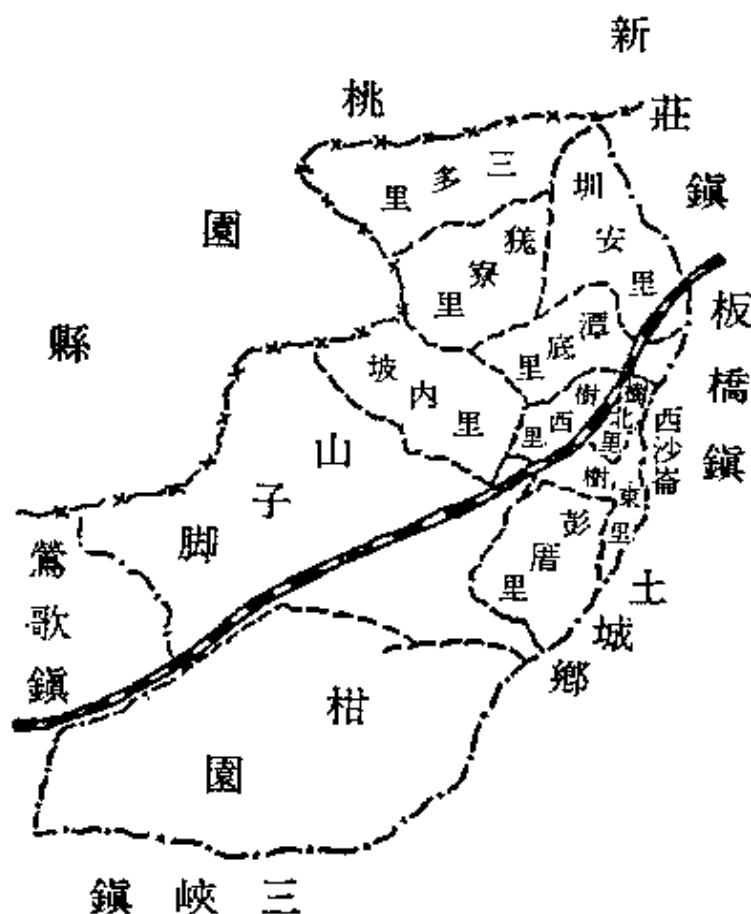 新莊鎮
桃園縣
三多里
圳安里
猐寮里
潭底里
坡內里
樹西里
樹北里
樹東里
西沙崙
板橋鎮
山子脚
彭厝里
土城鄉
鶯歌鎮
柑園
三峽鎮